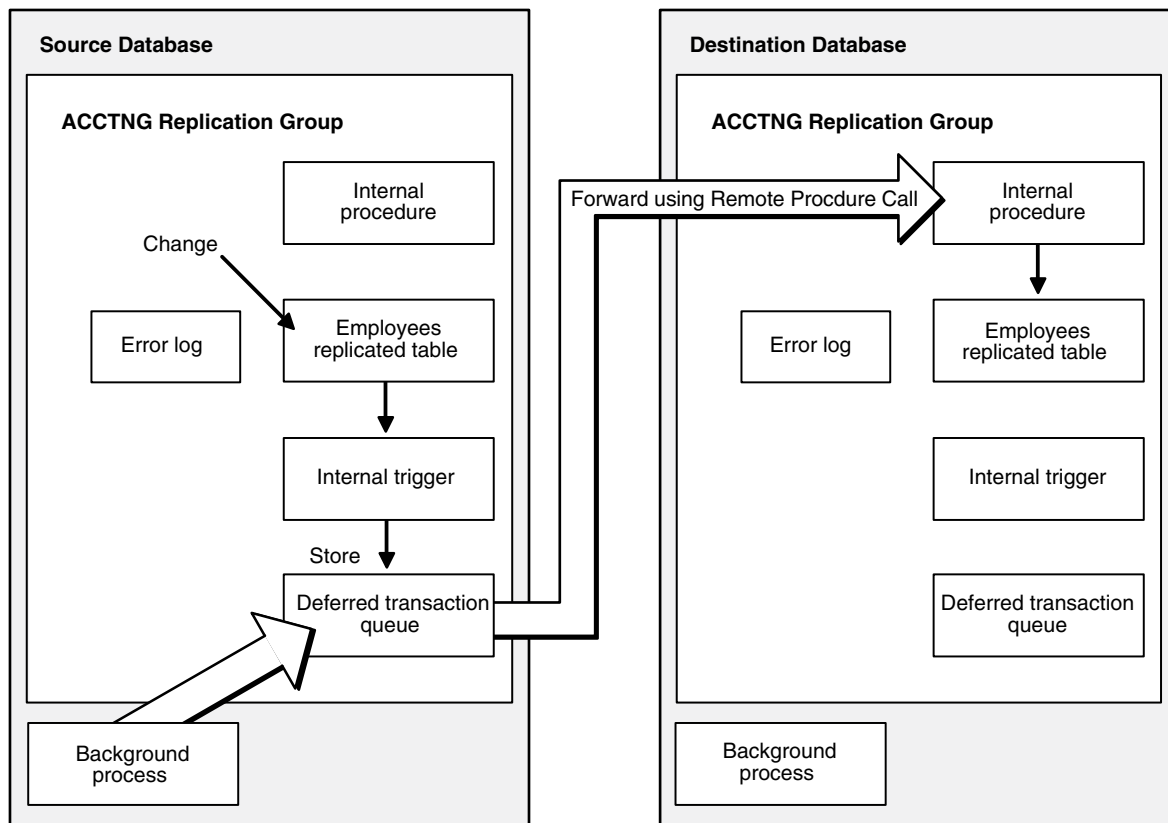 Source Database
ACCTNG Replication Group
Internal
procedure
Change
Error log
Employees
replicated table
Internal trigger
Store
Deferred transaction
queue
Background
process
Forward using Remote Procdure Call
Destination Database
ACCTNG Replication Group
Internal
procedure
Error log
Employees
replicated table
Internal trigger
Deferred transaction
queue
Background
process